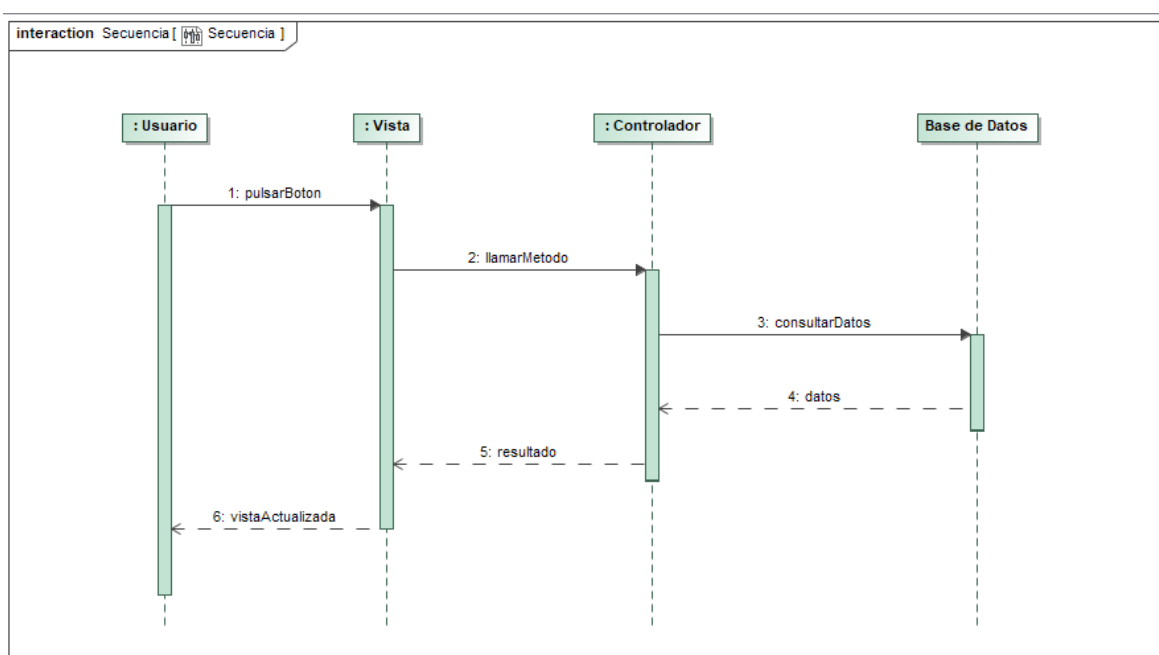 interaction Secuencia [ Secuencia ]
: Usuario
: Vista
: Controlador
Base de Datos
1: pulsarBoton
2: llamarMetodo
3: consultarDatos
4: datos
5: resultado
6: vistaActualizada